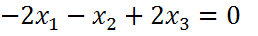 −2x₁ − x₂ + 2x₃ = 0